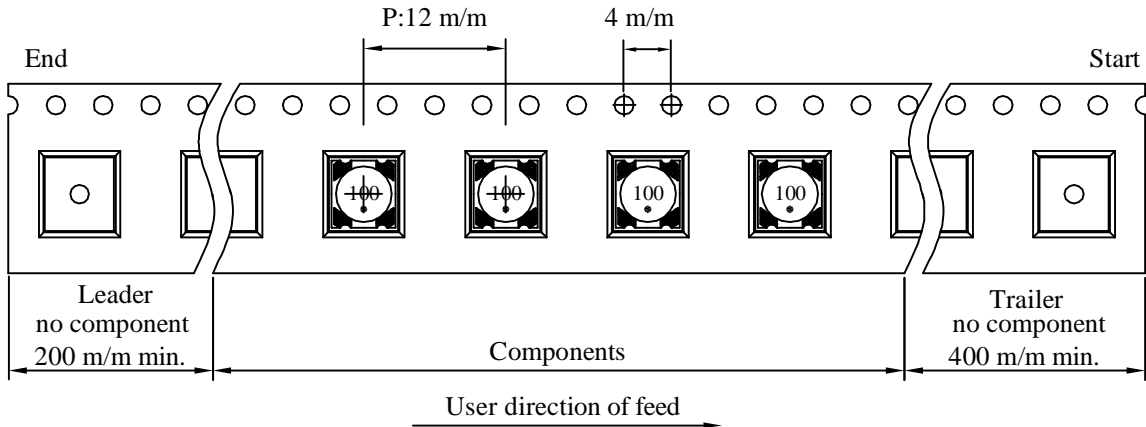 P:12 m/m
4 m/m
End
Start
100
100
100
100
Leader
no component
200 m/m min.
Components
Trailer
no component
400 m/m min.
User direction of feed